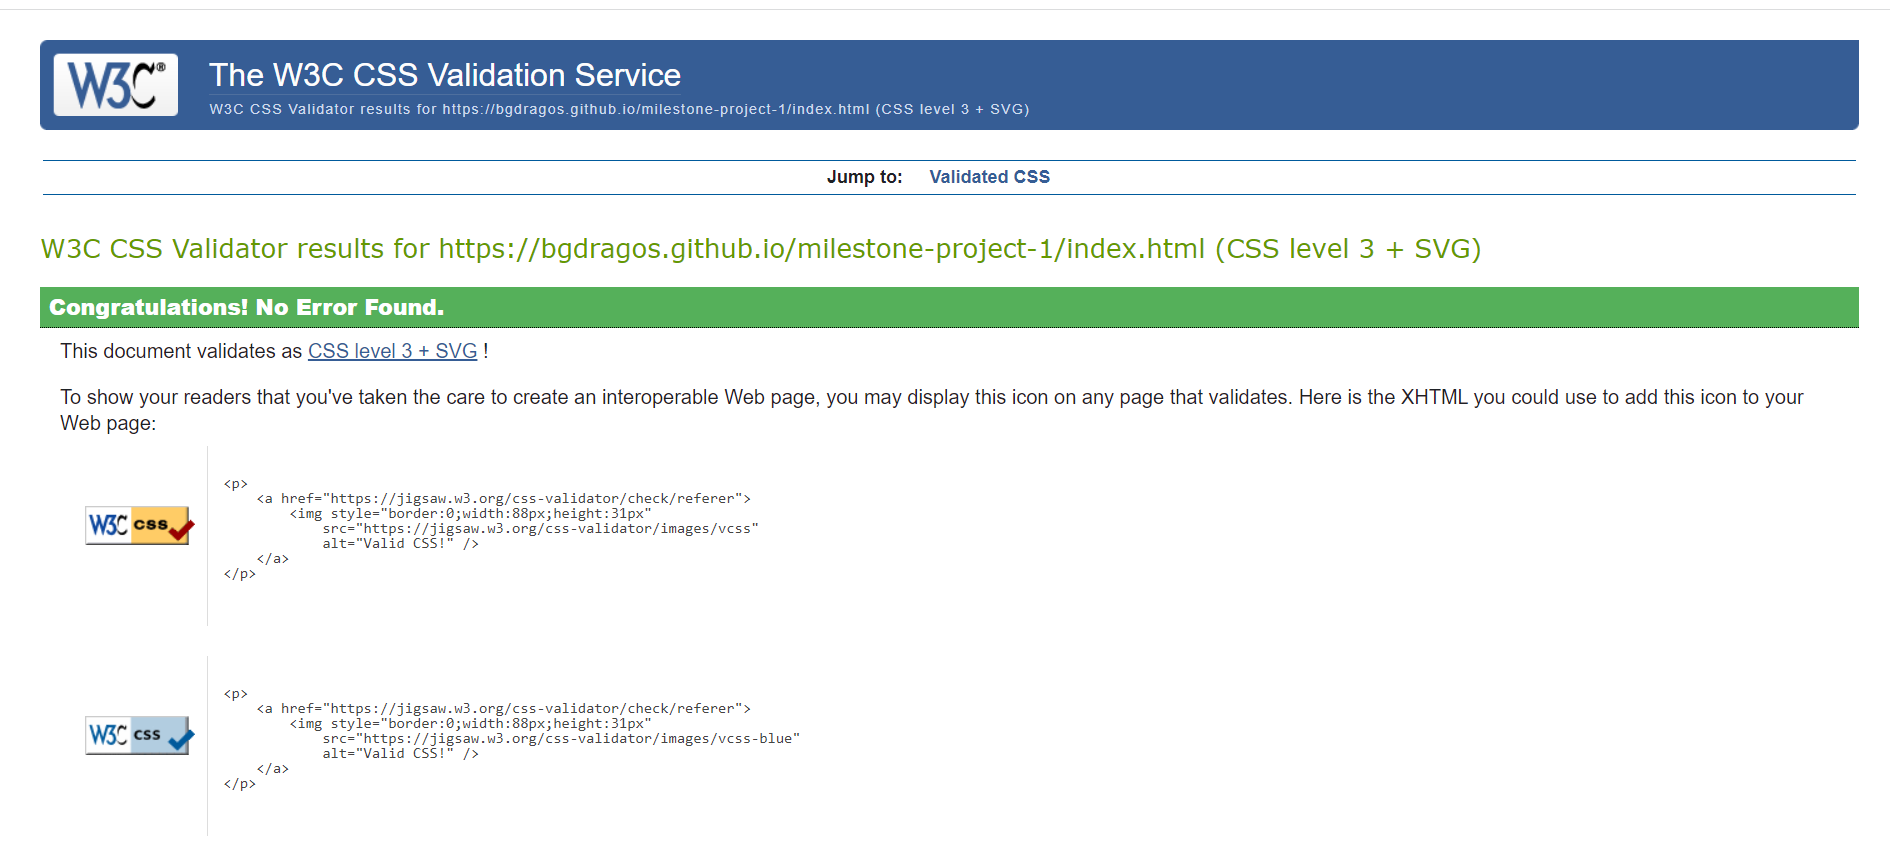 W3C®
The W3C CSS Validation Service
W3C CSS Validator results for https://bgdragos.github.io/milestone-project-1/index.html (CSS level 3 + SVG)
Jump to: Validated CSS
W3C CSS Validator results for https://bgdragos.github.io/milestone-project-1/index.html (CSS level 3 + SVG)
Congratulations! No Error Found.
This document validates as CSS level 3 + SVG !
To show your readers that you've taken the care to create an interoperable Web page, you may display this icon on any page that validates. Here is the XHTML you could use to add this icon to your
Web page:
W3C css
<p>
    <a href="https://jigsaw.w3.org/css-validator/check/referer">
        <img style="border:0;width:88px;height:31px"
            src="https://jigsaw.w3.org/css-validator/images/vcss"
            alt="Valid CSS!" />
    </a>
</p>
W3C css
<p>
    <a href="https://jigsaw.w3.org/css-validator/check/referer">
        <img style="border:0;width:88px;height:31px"
            src="https://jigsaw.w3.org/css-validator/images/vcss-blue"
            alt="Valid CSS!" />
    </a>
</p>